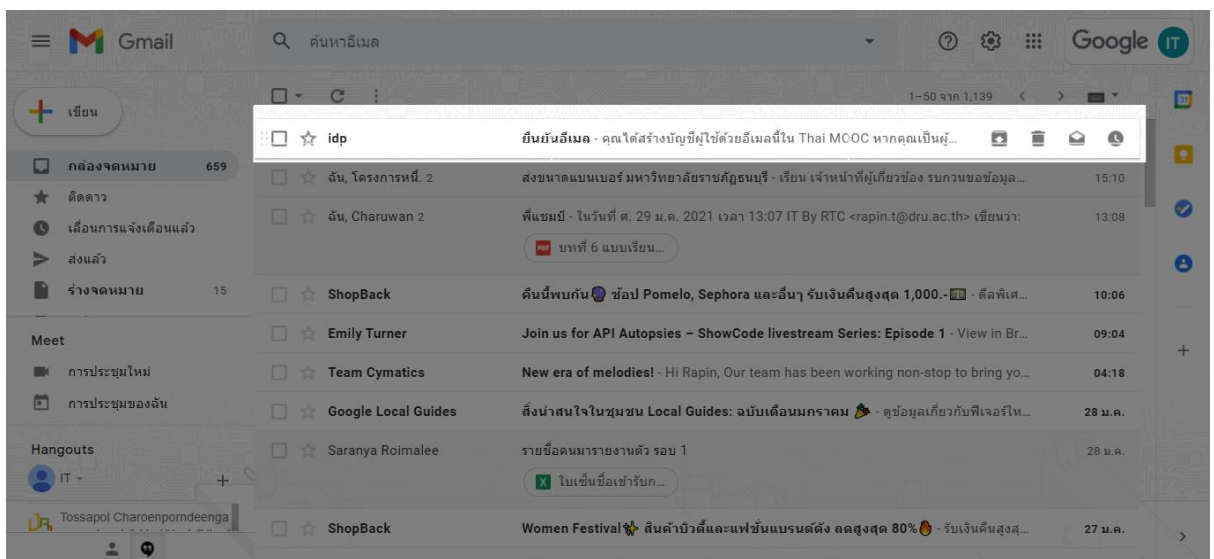 Gmail
ค้นหาอีเมล
Google IT
เขียน
1–50 จาก 1,139
idp ยืนยันอีเมล - คุณได้สร้างบัญชีผู้ใช้ด้วยอีเมลนี้ใน Thai MOOC หากคุณเป็นผู้...
กล่องจดหมาย 659
ฉัน, โครงการหนี้. 2 ส่งขนาดแบนเบอร์ มหาวิทยาลัยราชภัฏธนบุรี - เรียน เจ้าหน้าที่ผู้เกี่ยวข้อง รบกวนขอข้อมูล... 15:10
ติดดาว
ฉัน, Charuwan 2 พี่แชมป์ - ในวันที่ ศ. 29 ม.ค. 2021 เวลา 13:07 IT By RTC <rapin.t@dru.ac.th> เขียนว่า: 13:08
เลื่อนการแจ้งเตือนแล้ว
PDF บทที่ 6 แบบเรียน...
ส่งแล้ว
ร่างจดหมาย 15
ShopBack คืนนี้พบกัน🔮 ช้อป Pomelo, Sephora และอื่นๆ รับเงินคืนสูงสุด 1,000.-💵 - ดีลพิเศ... 10:06
Meet
Emily Turner Join us for API Autopsies – ShowCode livestream Series: Episode 1 - View in Br... 09:04
การประชุมใหม่
Team Cymatics New era of melodies! - Hi Rapin, Our team has been working non-stop to bring yo... 04:18
การประชุมของฉัน
Google Local Guides สิ่งน่าสนใจในชุมชน Local Guides: ฉบับเดือนมกราคม 🎉 - ดูข้อมูลเกี่ยวกับฟีเจอร์ให... 28 ม.ค.
Hangouts
Saranya Roimalee รายชื่อคนมารายงานตัว รอบ 1 28 ม.ค.
IT
X ใบเซ็นชื่อเข้ารับก...
Tossapol Charoenporndeenga
ShopBack Women Festival✨ สินค้าบิวตี้และแฟชั่นแบรนด์ดัง ลดสูงสุด 80%🔥 - รับเงินคืนสูงสุ... 27 ม.ค.